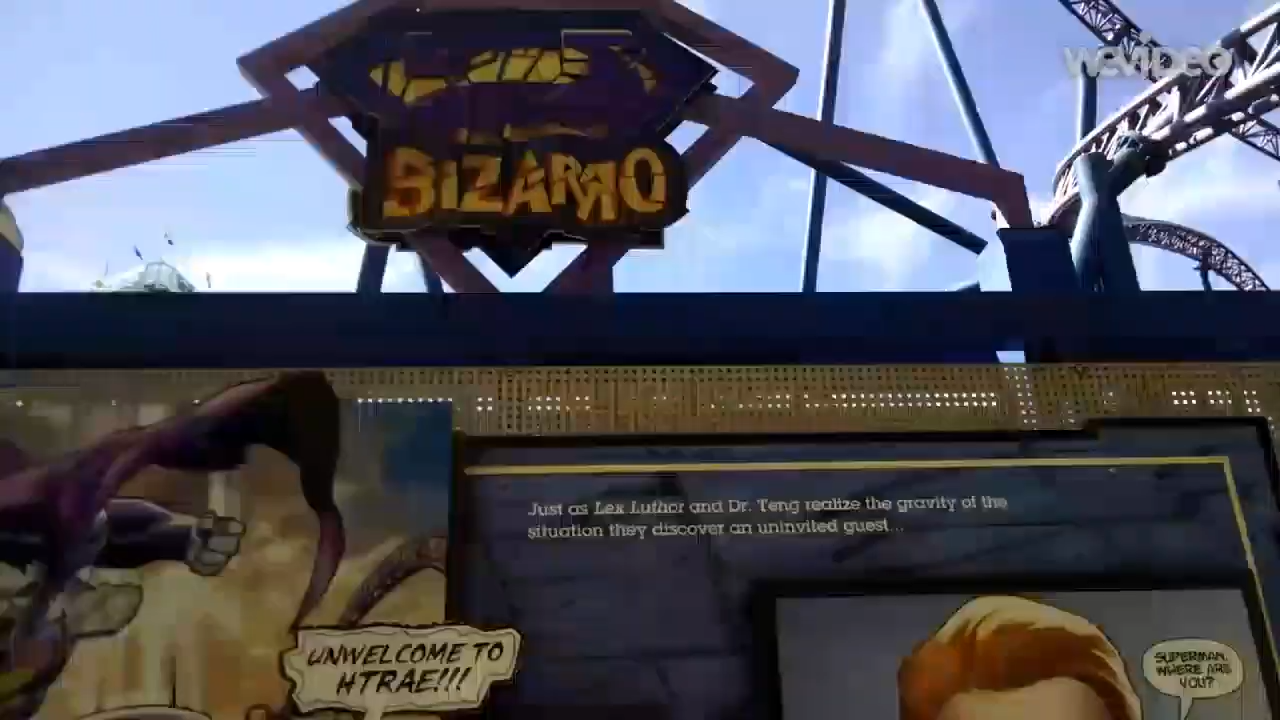 wevideo
BIZARRO
Just as Lex Luthor and Dr. Teng realize the gravity of the
situation they discover an uninvited guest...
UNWELCOME TO
HTRAE!!!
SUPERMAN,
WHERE ARE
YOU?